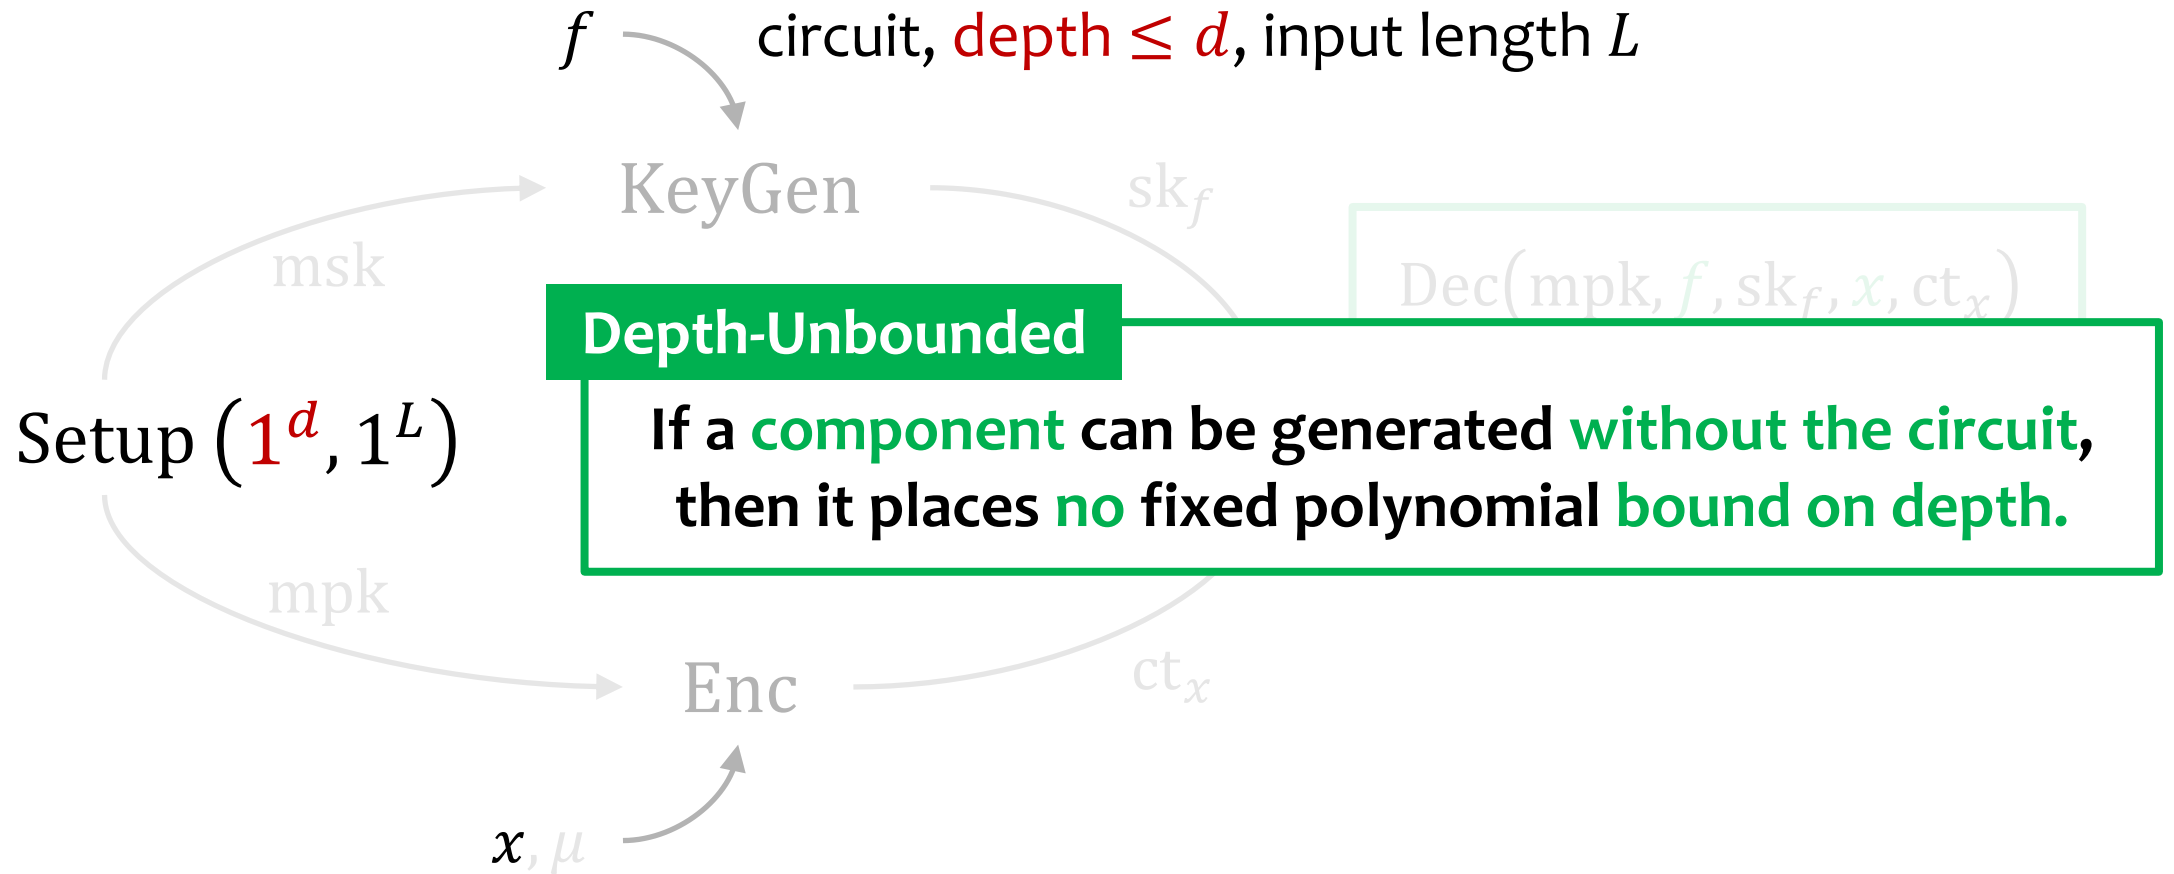 f circuit, depth ≤ d, input length L
KeyGen
sk_f
msk
Dec(mpk, f, sk_f, x, ct_x)
Depth-Unbounded
If a component can be generated without the circuit,
then it places no fixed polynomial bound on depth.
Setup (1^d, 1^L)
mpk
Enc
ct_x
x, μ